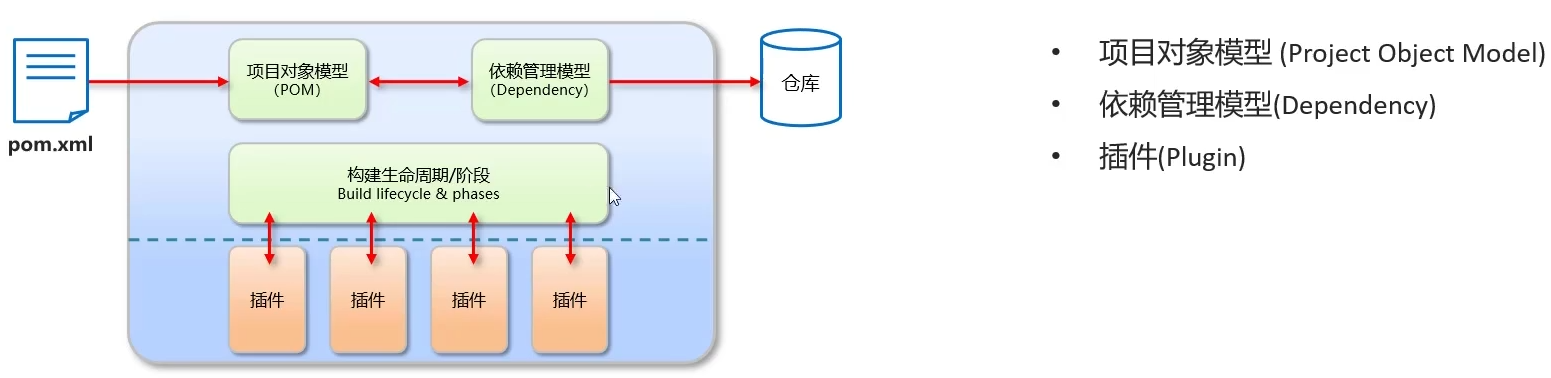 pom.xml
项目对象模型
（POM）
依赖管理模型
（Dependency）
仓库
构建生命周期/阶段
Build lifecycle & phases
插件
插件
插件
插件
• 项目对象模型 (Project Object Model)
• 依赖管理模型(Dependency)
• 插件(Plugin)